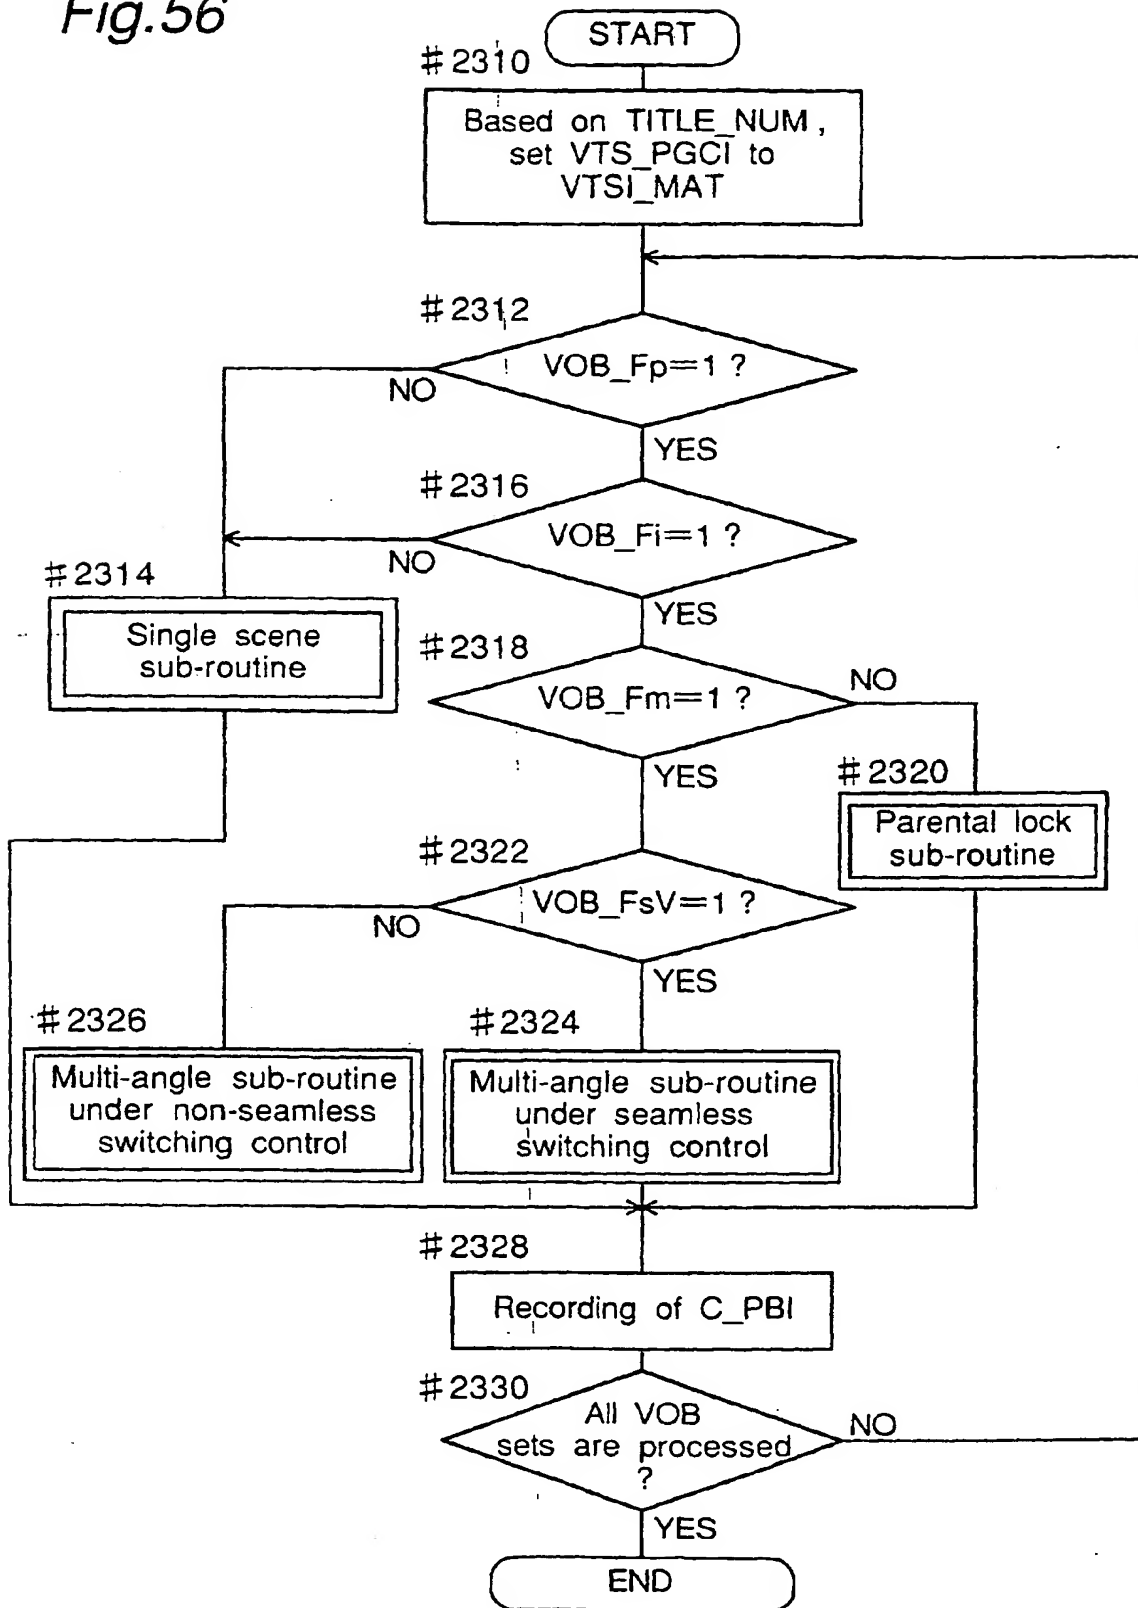 Fig.56
START
#2310
Based on TITLE_NUM,
set VTS_PGCI to
VTSI_MAT
#2312
VOB_Fp=1 ?
NO
YES
#2316
VOB_Fi=1 ?
NO
YES
#2314
Single scene
sub-routine
#2318
VOB_Fm=1 ?
NO
YES
#2320
Parental lock
sub-routine
#2322
VOB_FsV=1 ?
NO
YES
#2326
Multi-angle sub-routine
under non-seamless
switching control
#2324
Multi-angle sub-routine
under seamless
switching control
#2328
Recording of C_PBI
#2330
All VOB
sets are processed
?
NO
YES
END